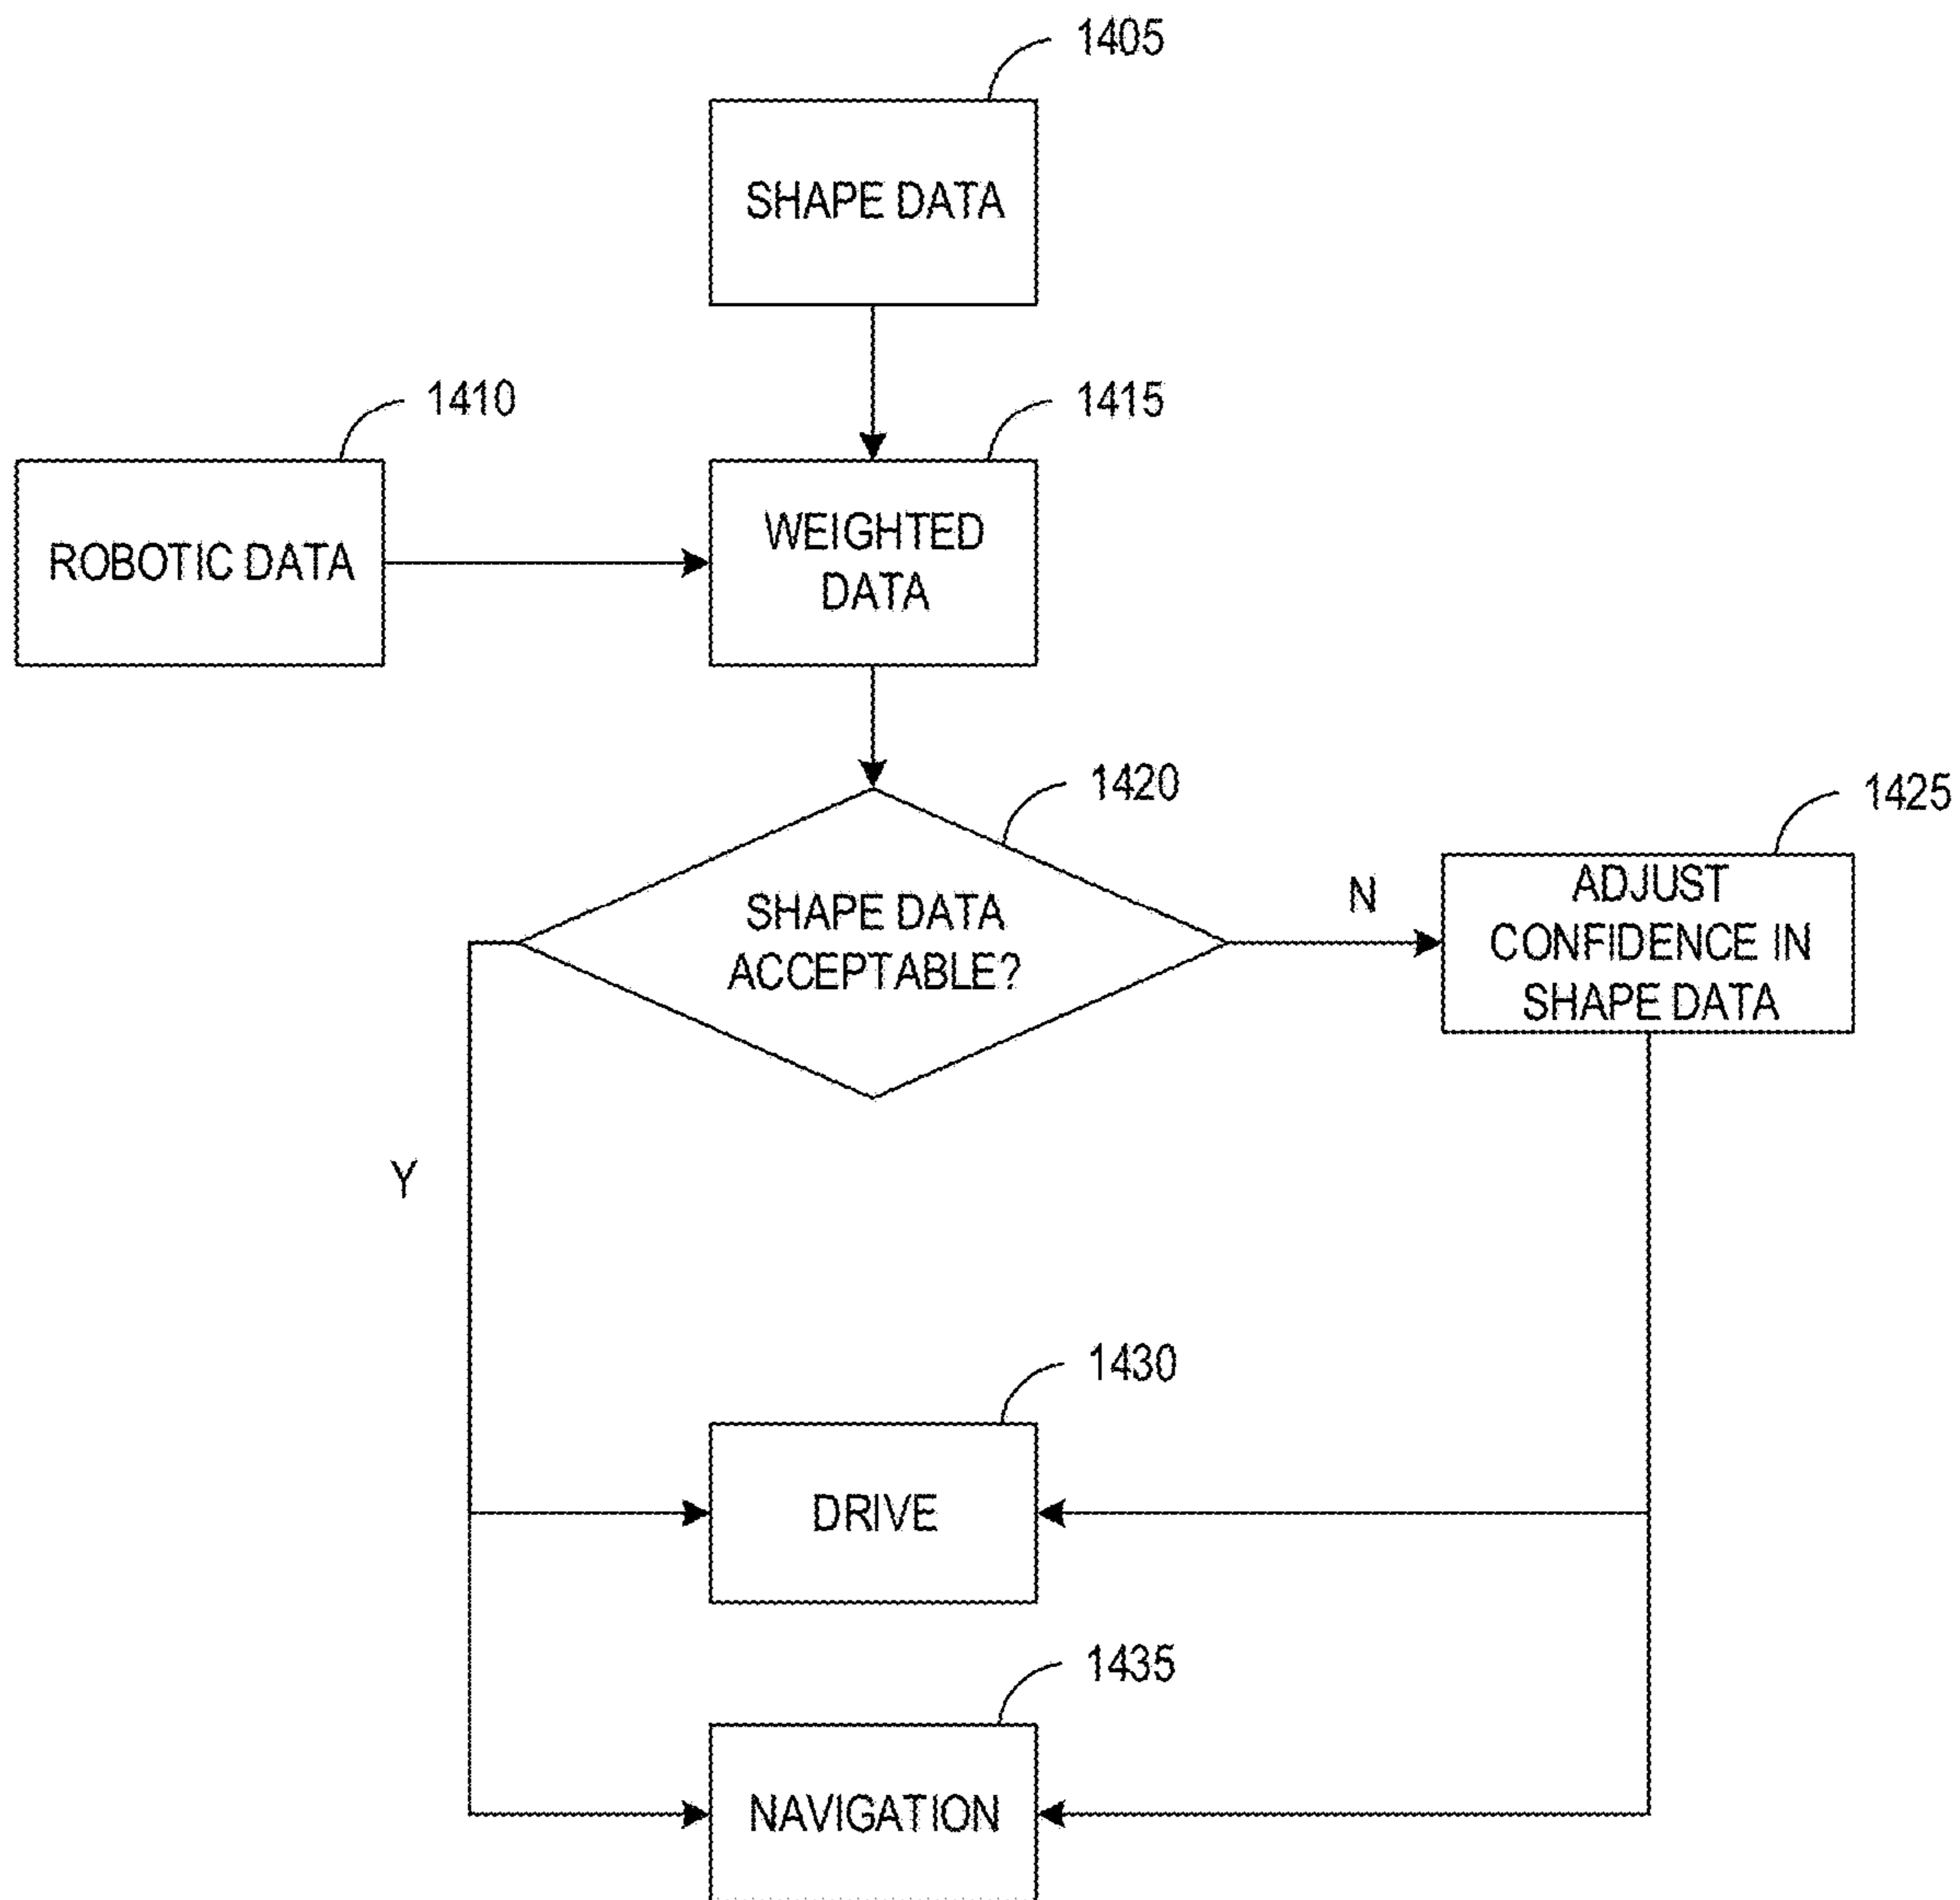 1405
SHAPE DATA
1410
1415
ROBOTIC DATA
WEIGHTED
DATA
1420
1425
SHAPE DATA
ACCEPTABLE?
N
ADJUST
CONFIDENCE IN
SHAPE DATA
Y
1430
DRIVE
1435
NAVIGATION